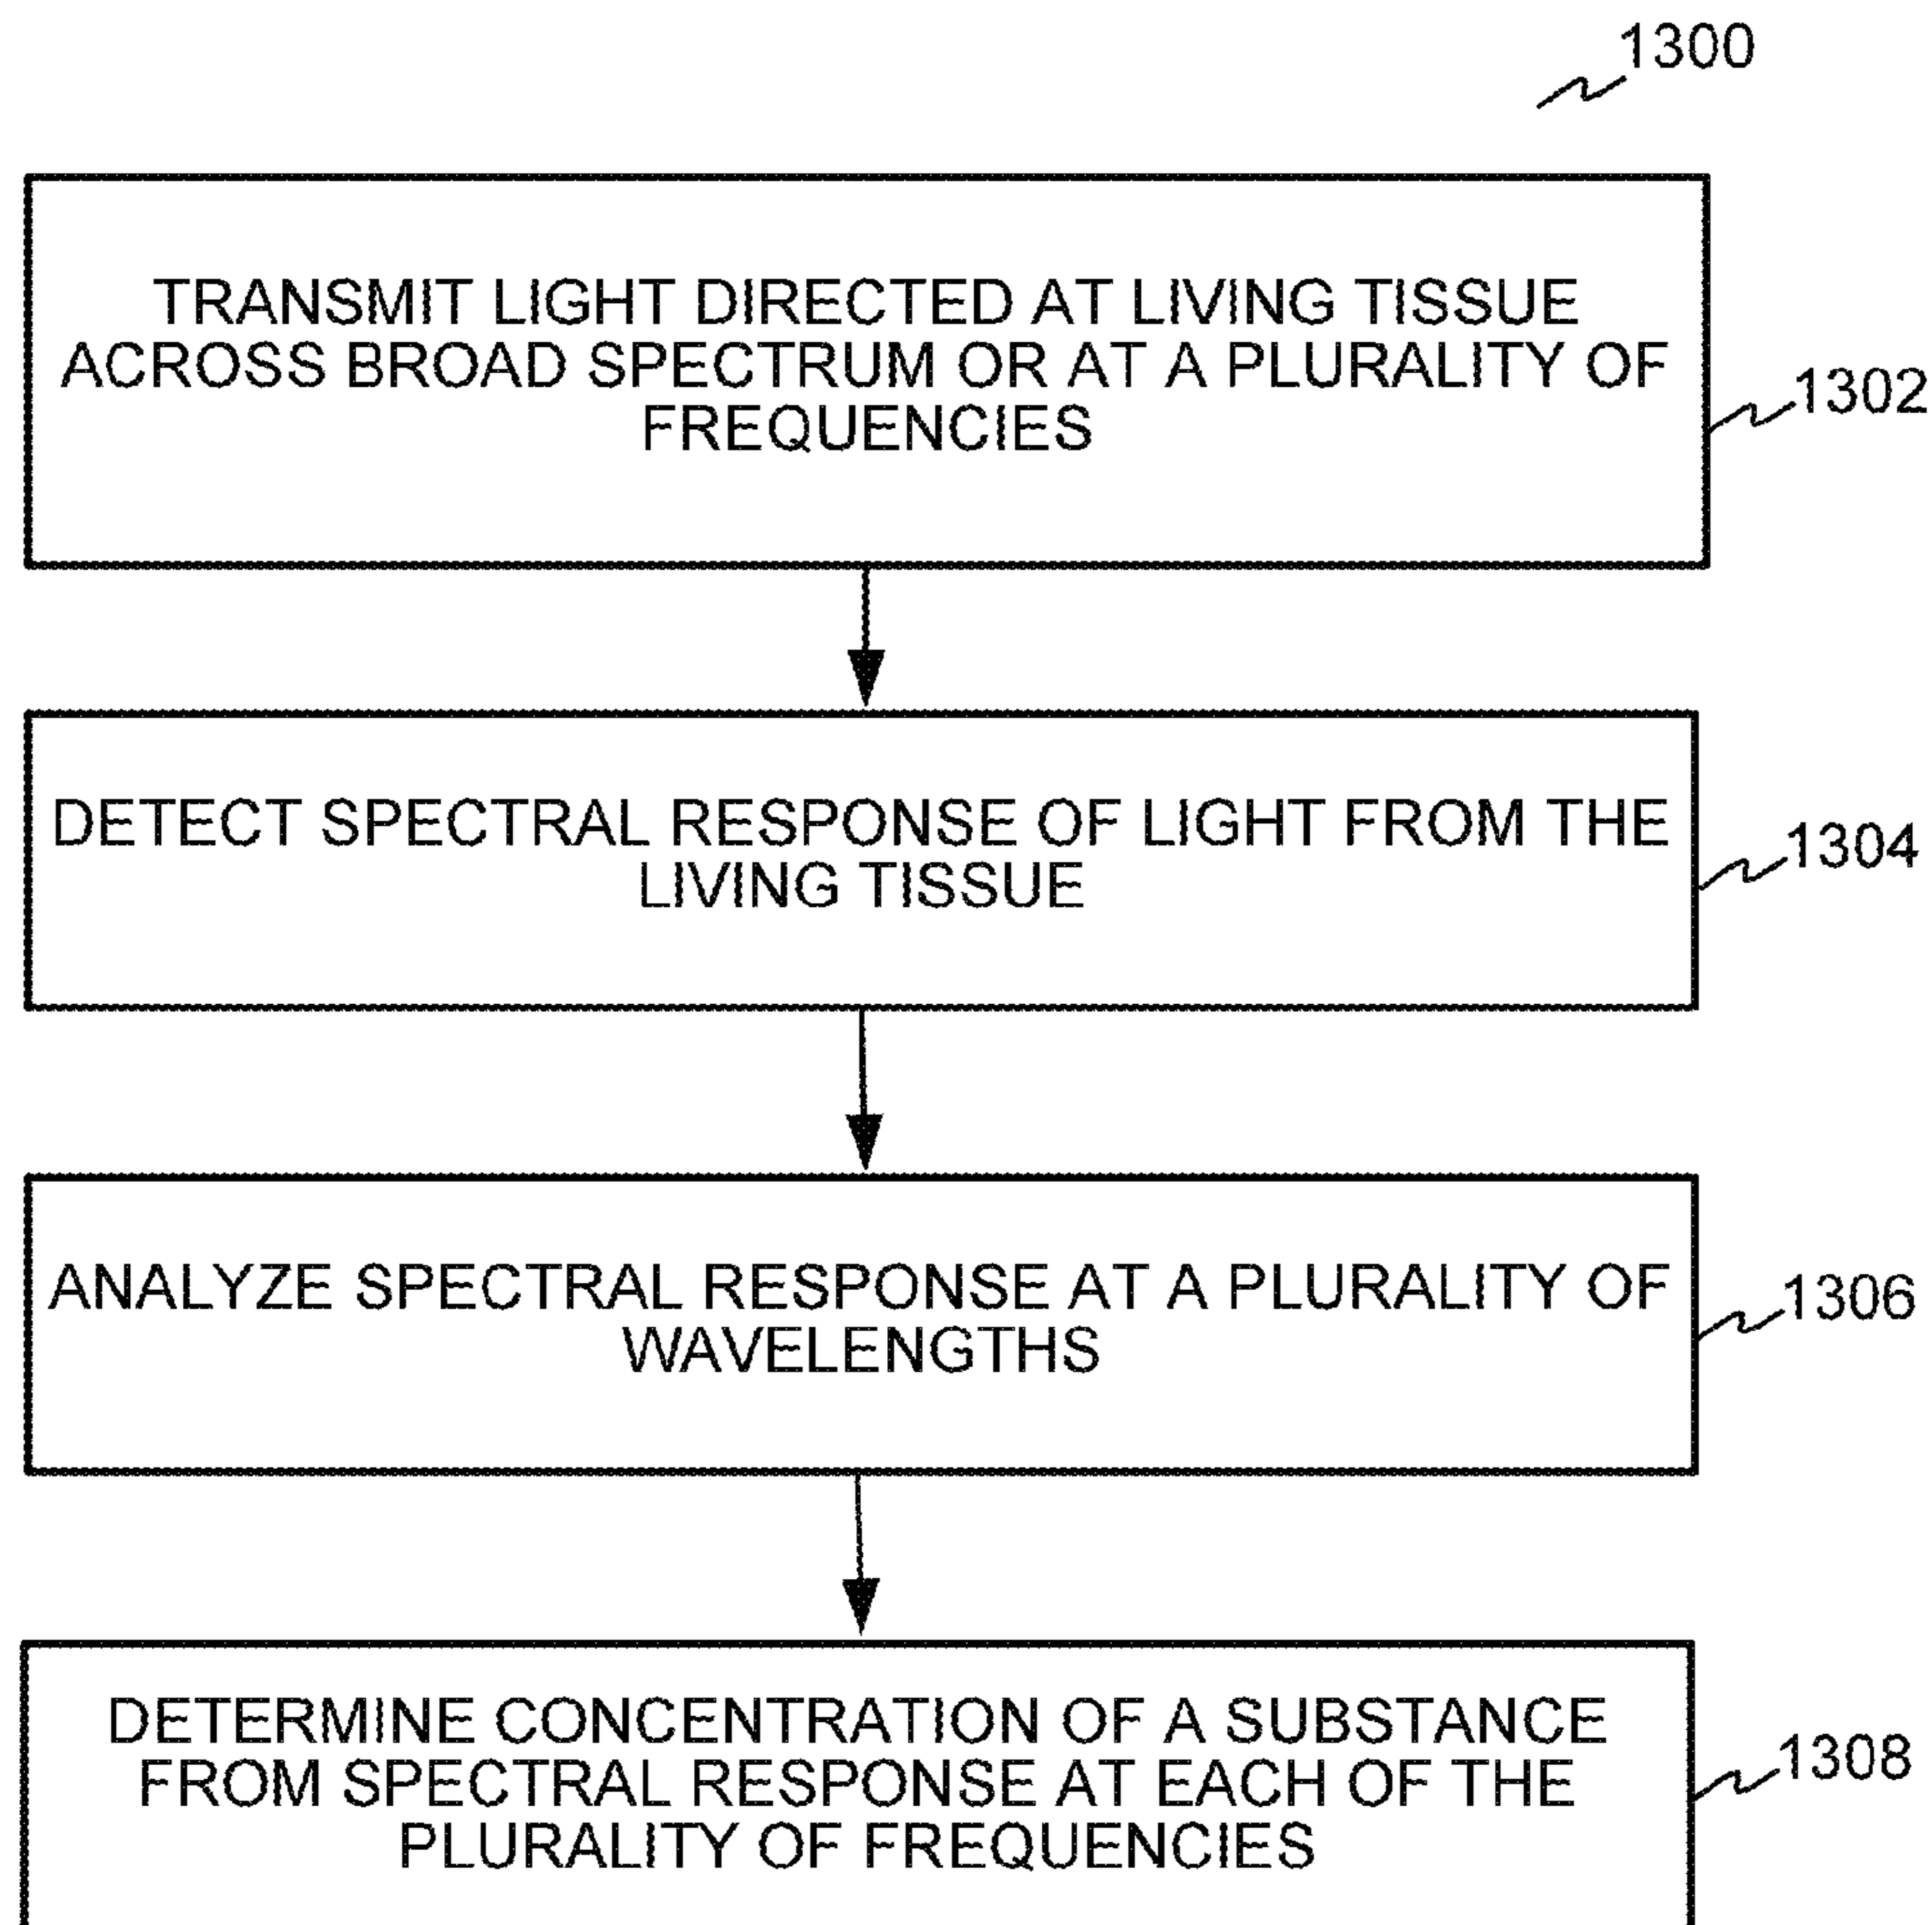 1300
TRANSMIT LIGHT DIRECTED AT LIVING TISSUE
ACROSS BROAD SPECTRUM OR AT A PLURALITY OF
FREQUENCIES
1302
DETECT SPECTRAL RESPONSE OF LIGHT FROM THE
LIVING TISSUE
1304
ANALYZE SPECTRAL RESPONSE AT A PLURALITY OF
WAVELENGTHS
1306
DETERMINE CONCENTRATION OF A SUBSTANCE
FROM SPECTRAL RESPONSE AT EACH OF THE
PLURALITY OF FREQUENCIES
1308